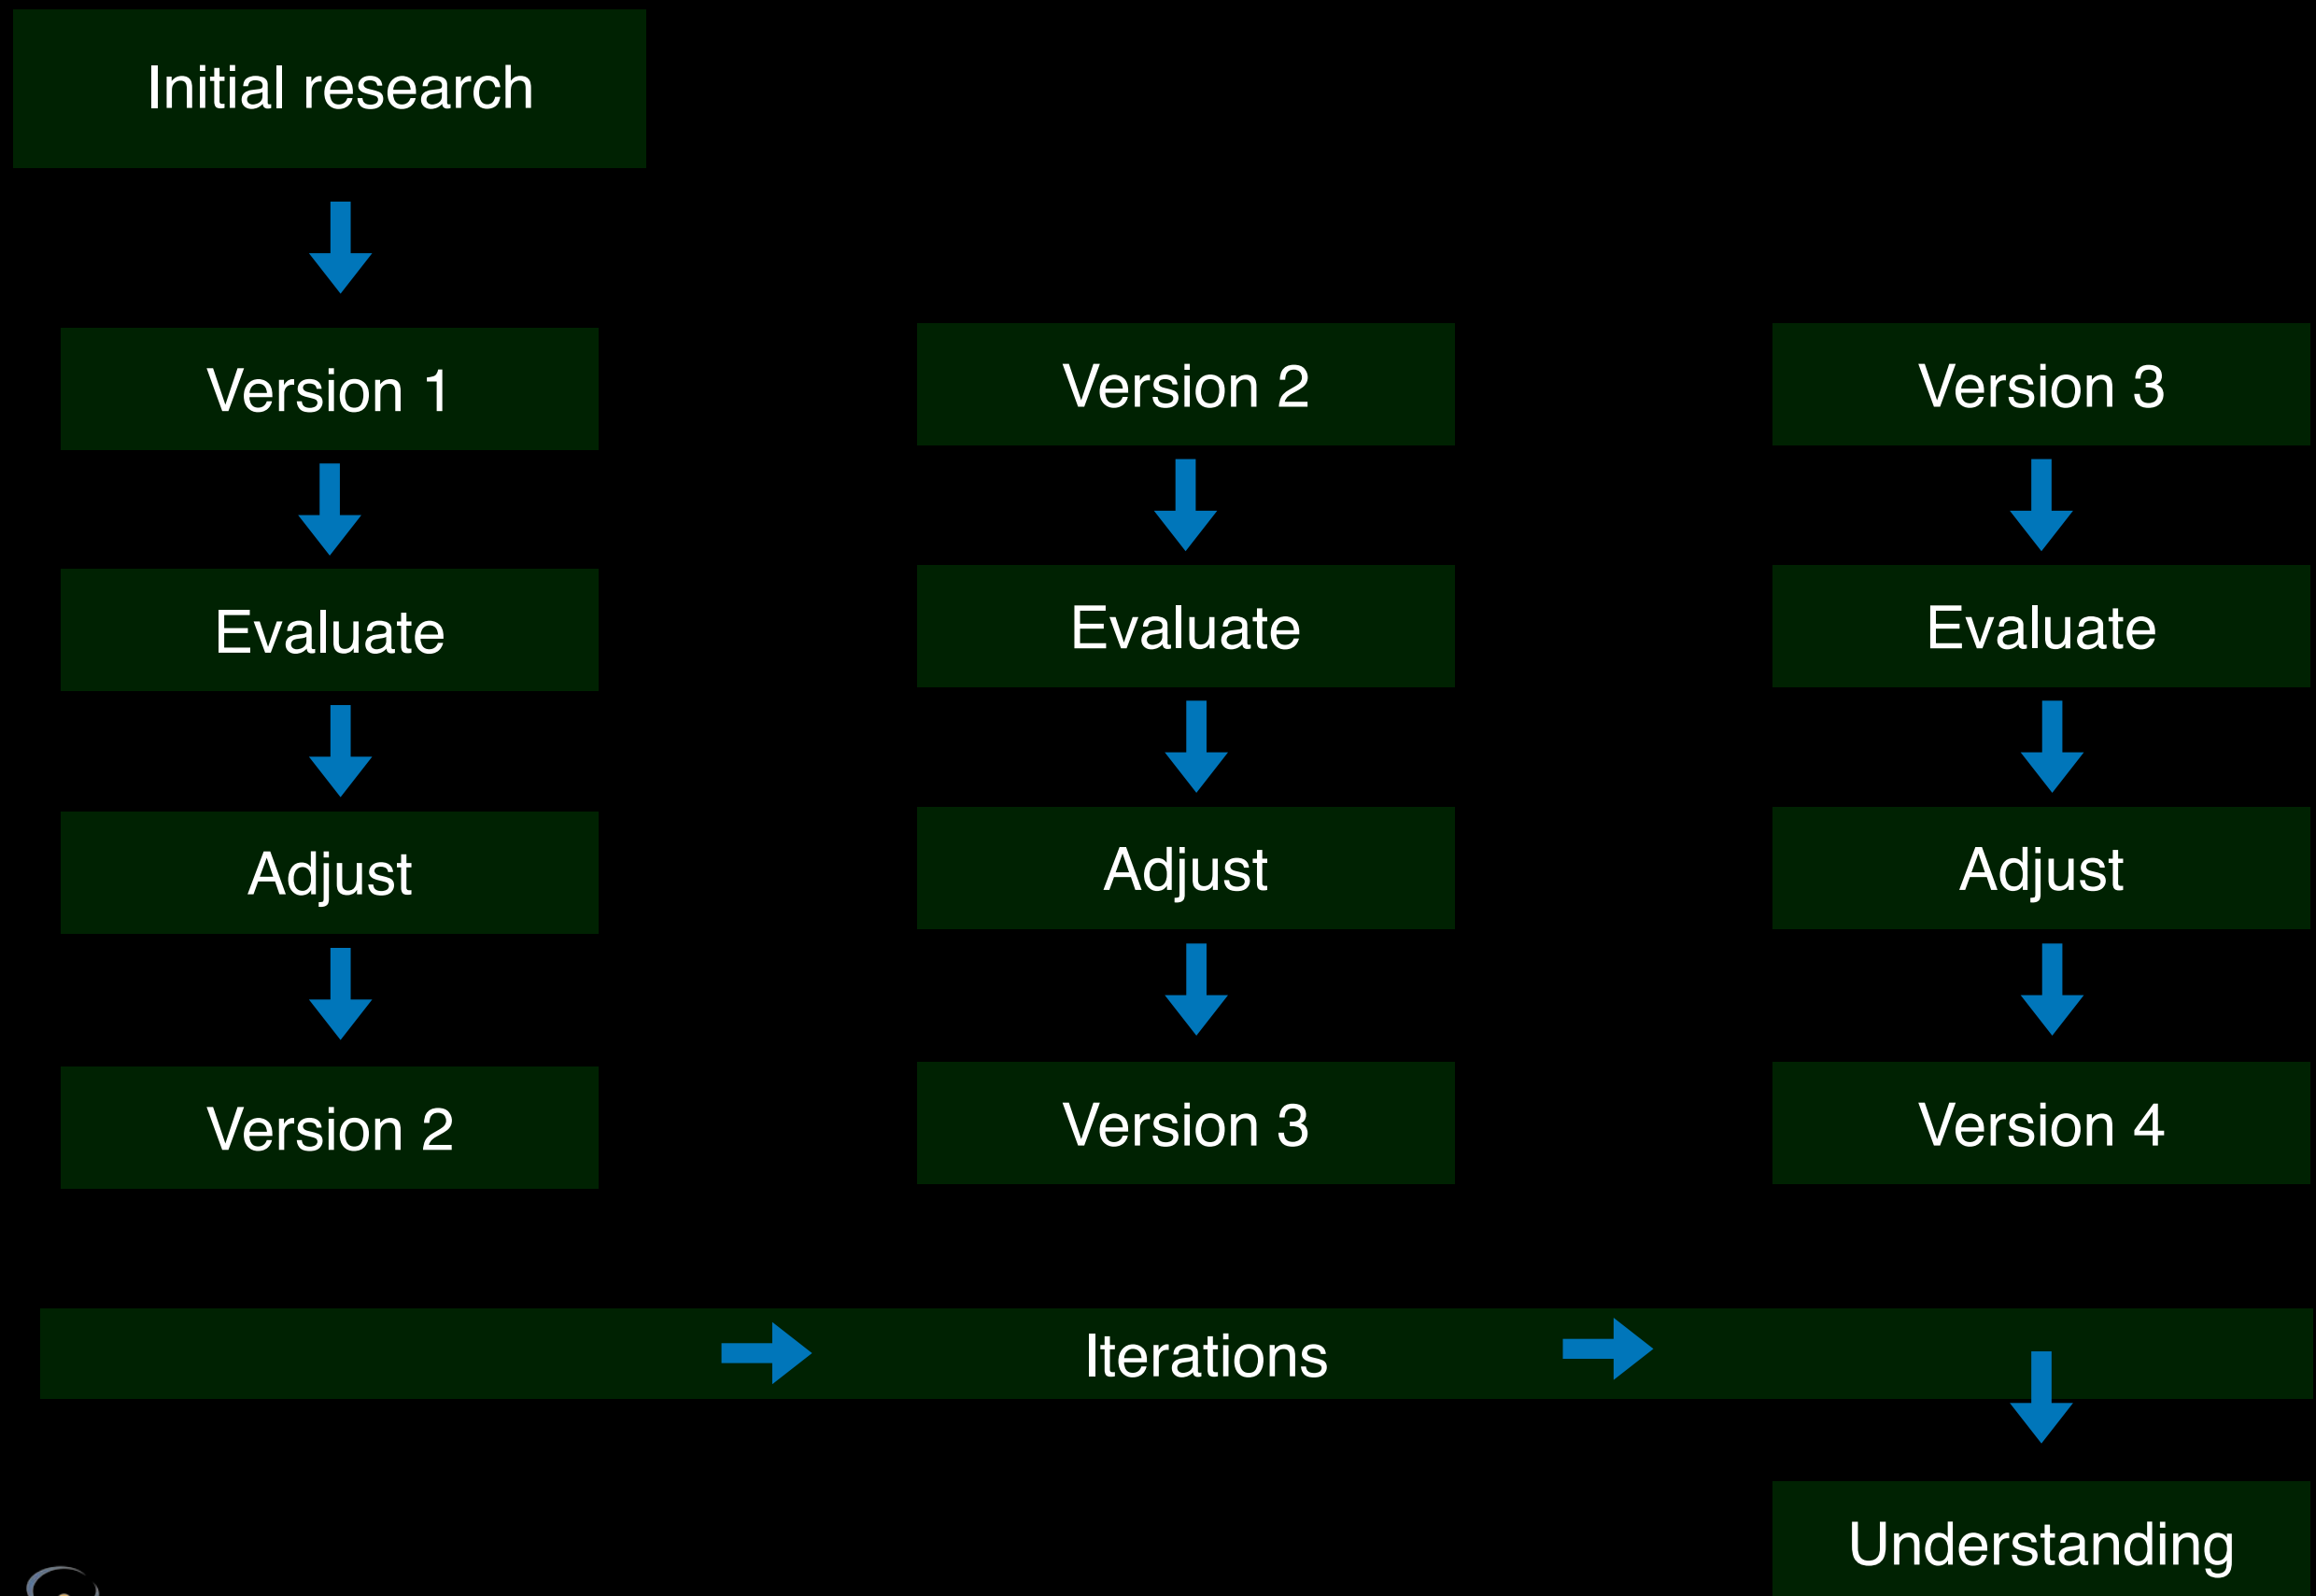 Initial research
Version 1
Evaluate
Adjust
Version 2
Version 2
Evaluate
Adjust
Version 3
Version 3
Evaluate
Adjust
Version 4
Iterations
Understanding